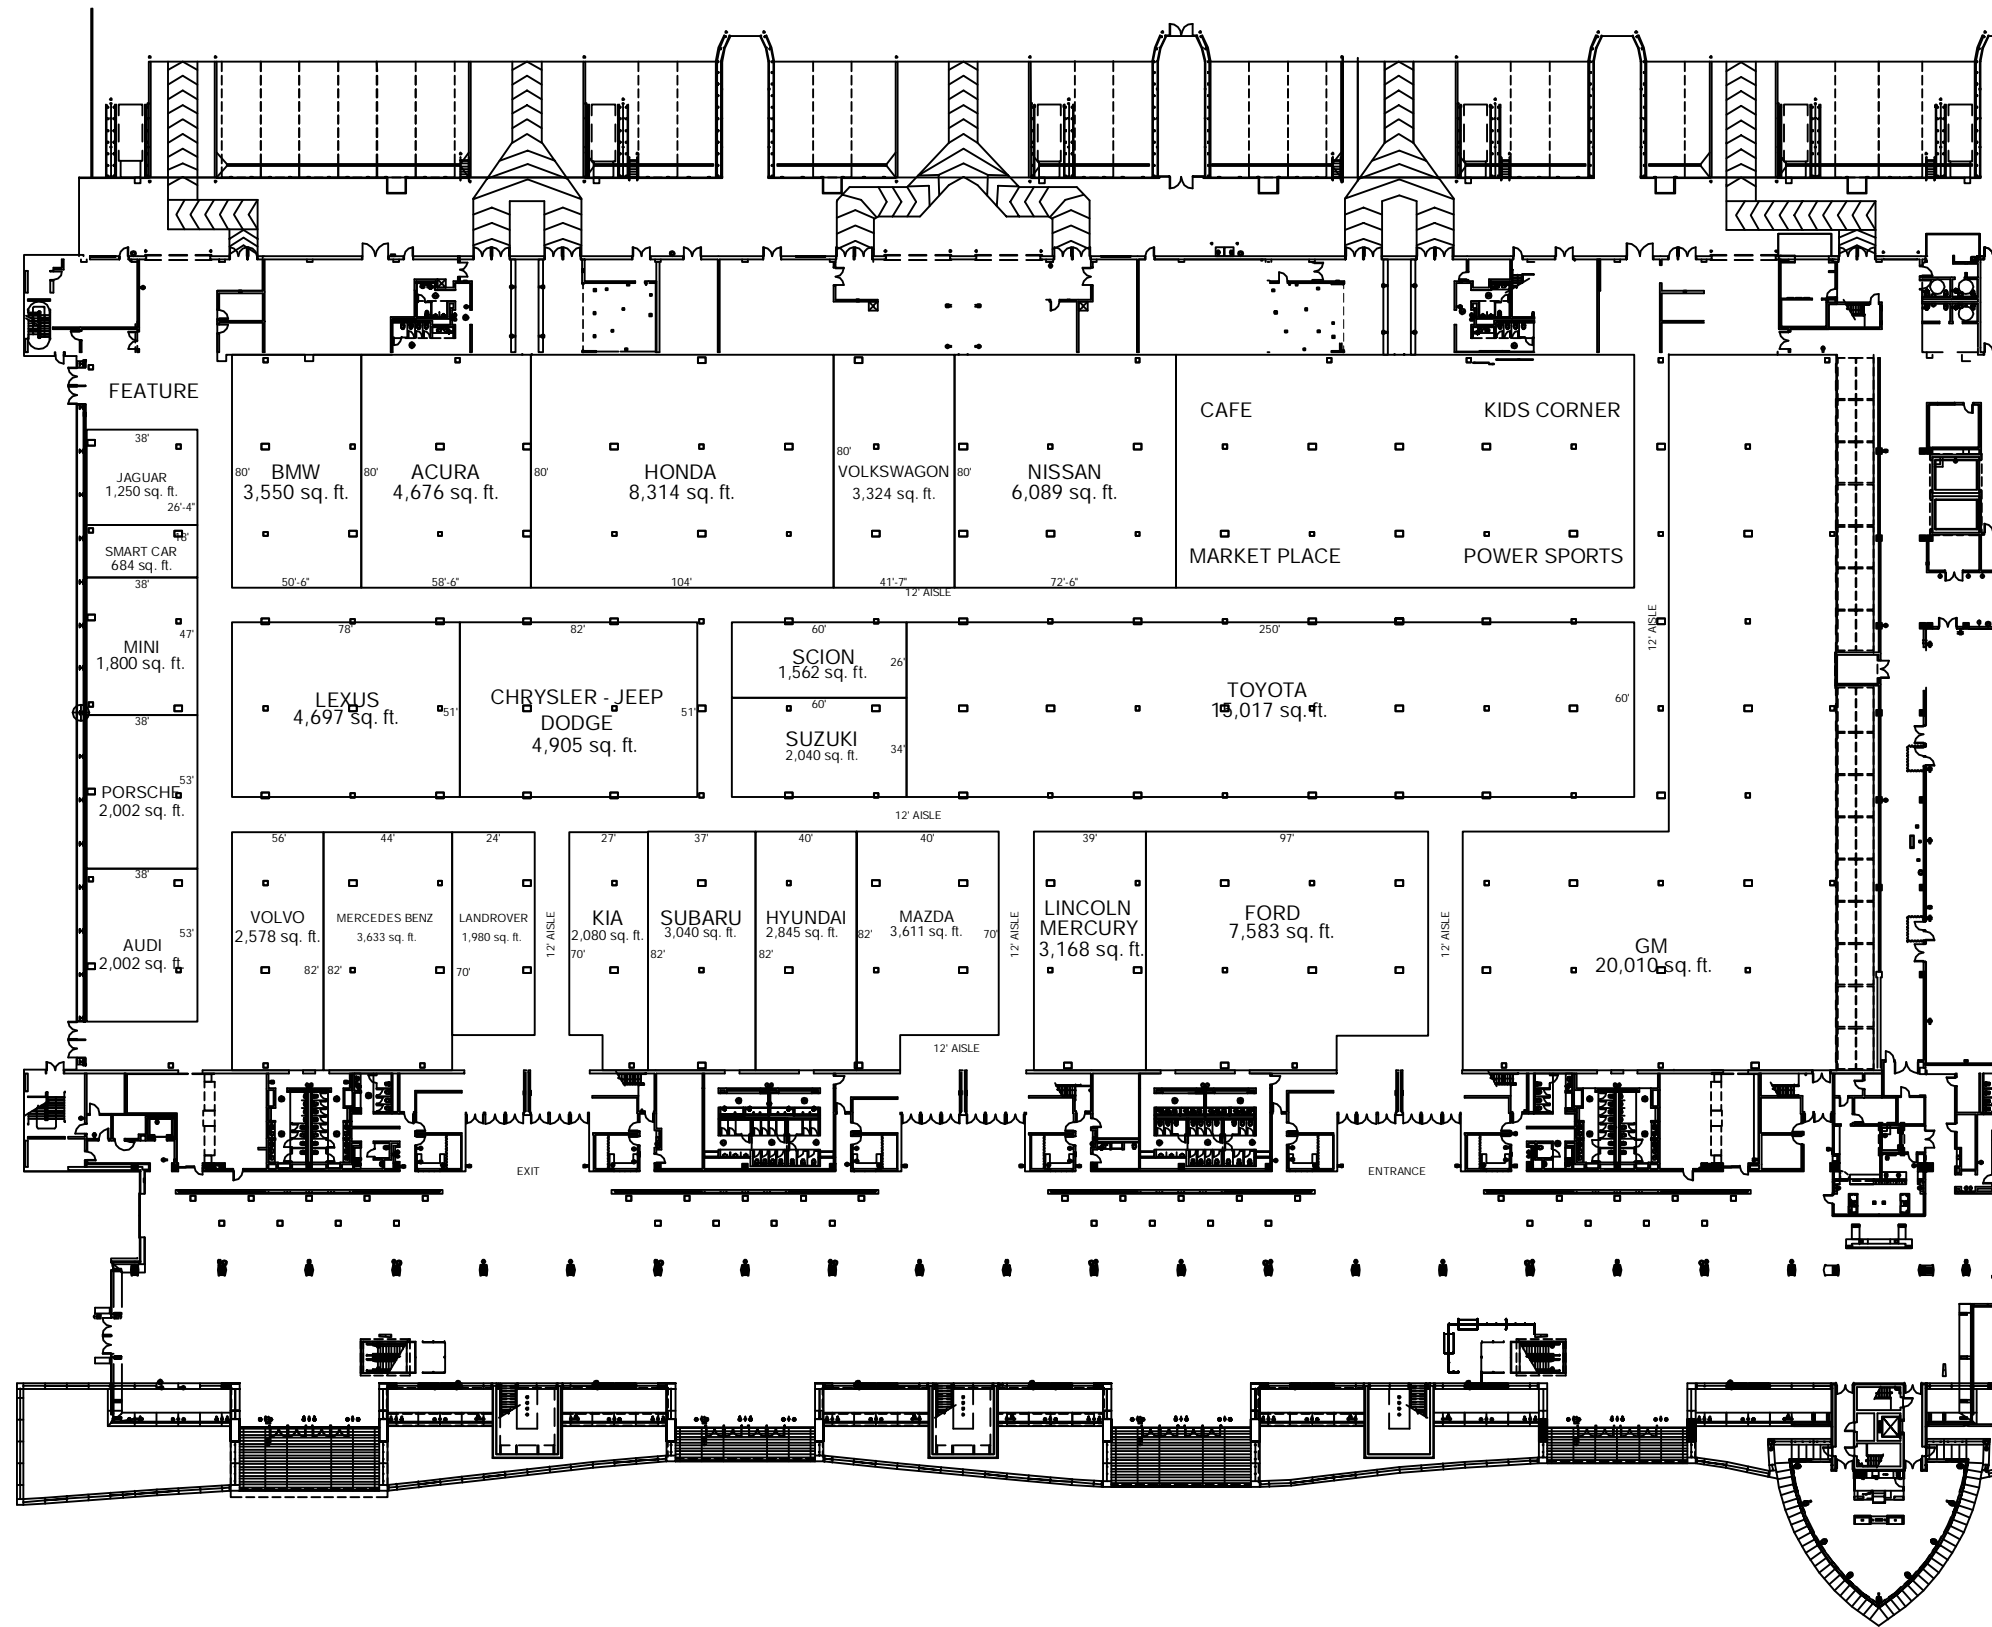 FEATURE
CAFE
KIDS CORNER
38'
JAGUAR
1,250 sq. ft.
26'-4"
80'
BMW
3,550 sq. ft.
50'-6"
80'
ACURA
4,676 sq. ft.
58'-6"
80'
HONDA
8,314 sq. ft.
104'
80'
VOLKSWAGON
3,324 sq. ft.
41'-7"
80'
NISSAN
6,089 sq. ft.
72'-6"
MARKET PLACE
POWER SPORTS
12' AISLE
18'
SMART CAR
684 sq. ft.
38'
47'
MINI
1,800 sq. ft.
78'
LEXUS
4,697 sq. ft.
51'
82'
CHRYSLER - JEEP
DODGE
4,905 sq. ft.
51'
60'
SCION
1,562 sq. ft.
26'
60'
SUZUKI
2,040 sq. ft.
34'
250'
TOYOTA
15,017 sq. ft.
60'
12' AISLE
38'
53'
PORSCHE
2,002 sq. ft.
12' AISLE
38'
53'
AUDI
2,002 sq. ft.
56'
VOLVO
2,578 sq. ft.
82'
44'
MERCEDES BENZ
3,633 sq. ft.
82'
24'
LANDROVER
1,980 sq. ft.
70'
12' AISLE
27'
KIA
2,080 sq. ft.
70'
37'
SUBARU
3,040 sq. ft.
82'
40'
HYUNDAI
2,845 sq. ft.
82'
40'
MAZDA
3,611 sq. ft.
82'
70'
12' AISLE
12' AISLE
39'
LINCOLN
MERCURY
3,168 sq. ft.
97'
FORD
7,583 sq. ft.
12' AISLE
GM
20,010 sq. ft.
EXIT
ENTRANCE